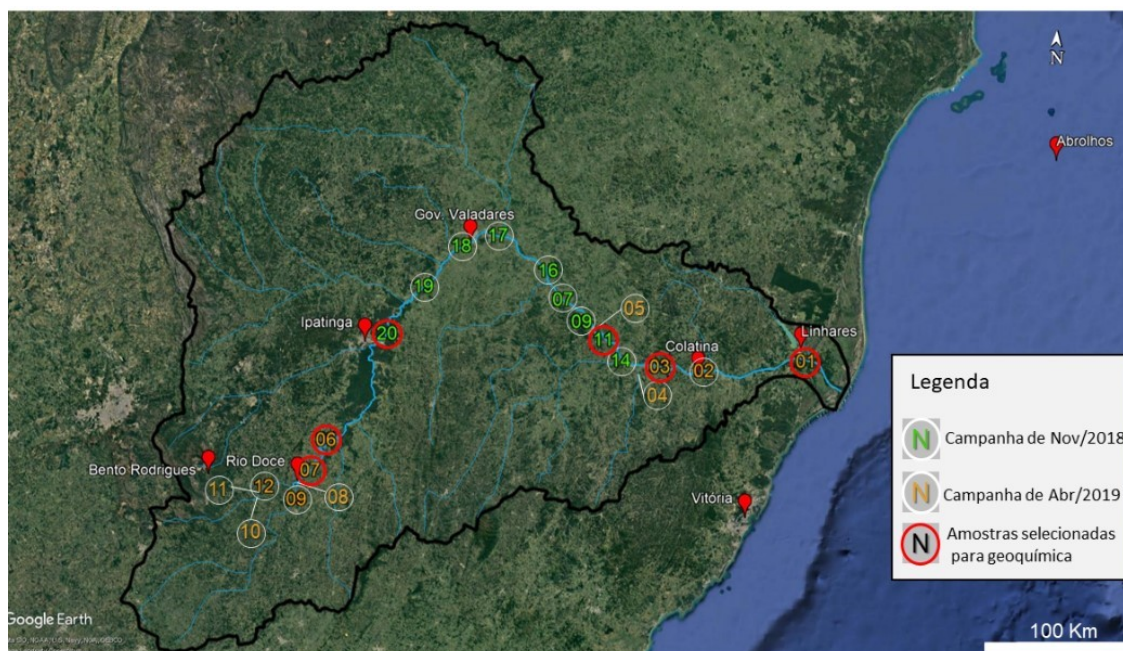 N
Abrolhos
Gov. Valadares
18
17
16
19
07
05
Ipatinga
20
09
11
Linhares
14
Colatina
03
02
01
04
06
Bento Rodrigues
Rio Doce
07
11
12
09
08
10
Vitória
Legenda
N Campanha de Nov/2018
N Campanha de Abr/2019
N Amostras selecionadas
para geoquímica
Google Earth
100 Km